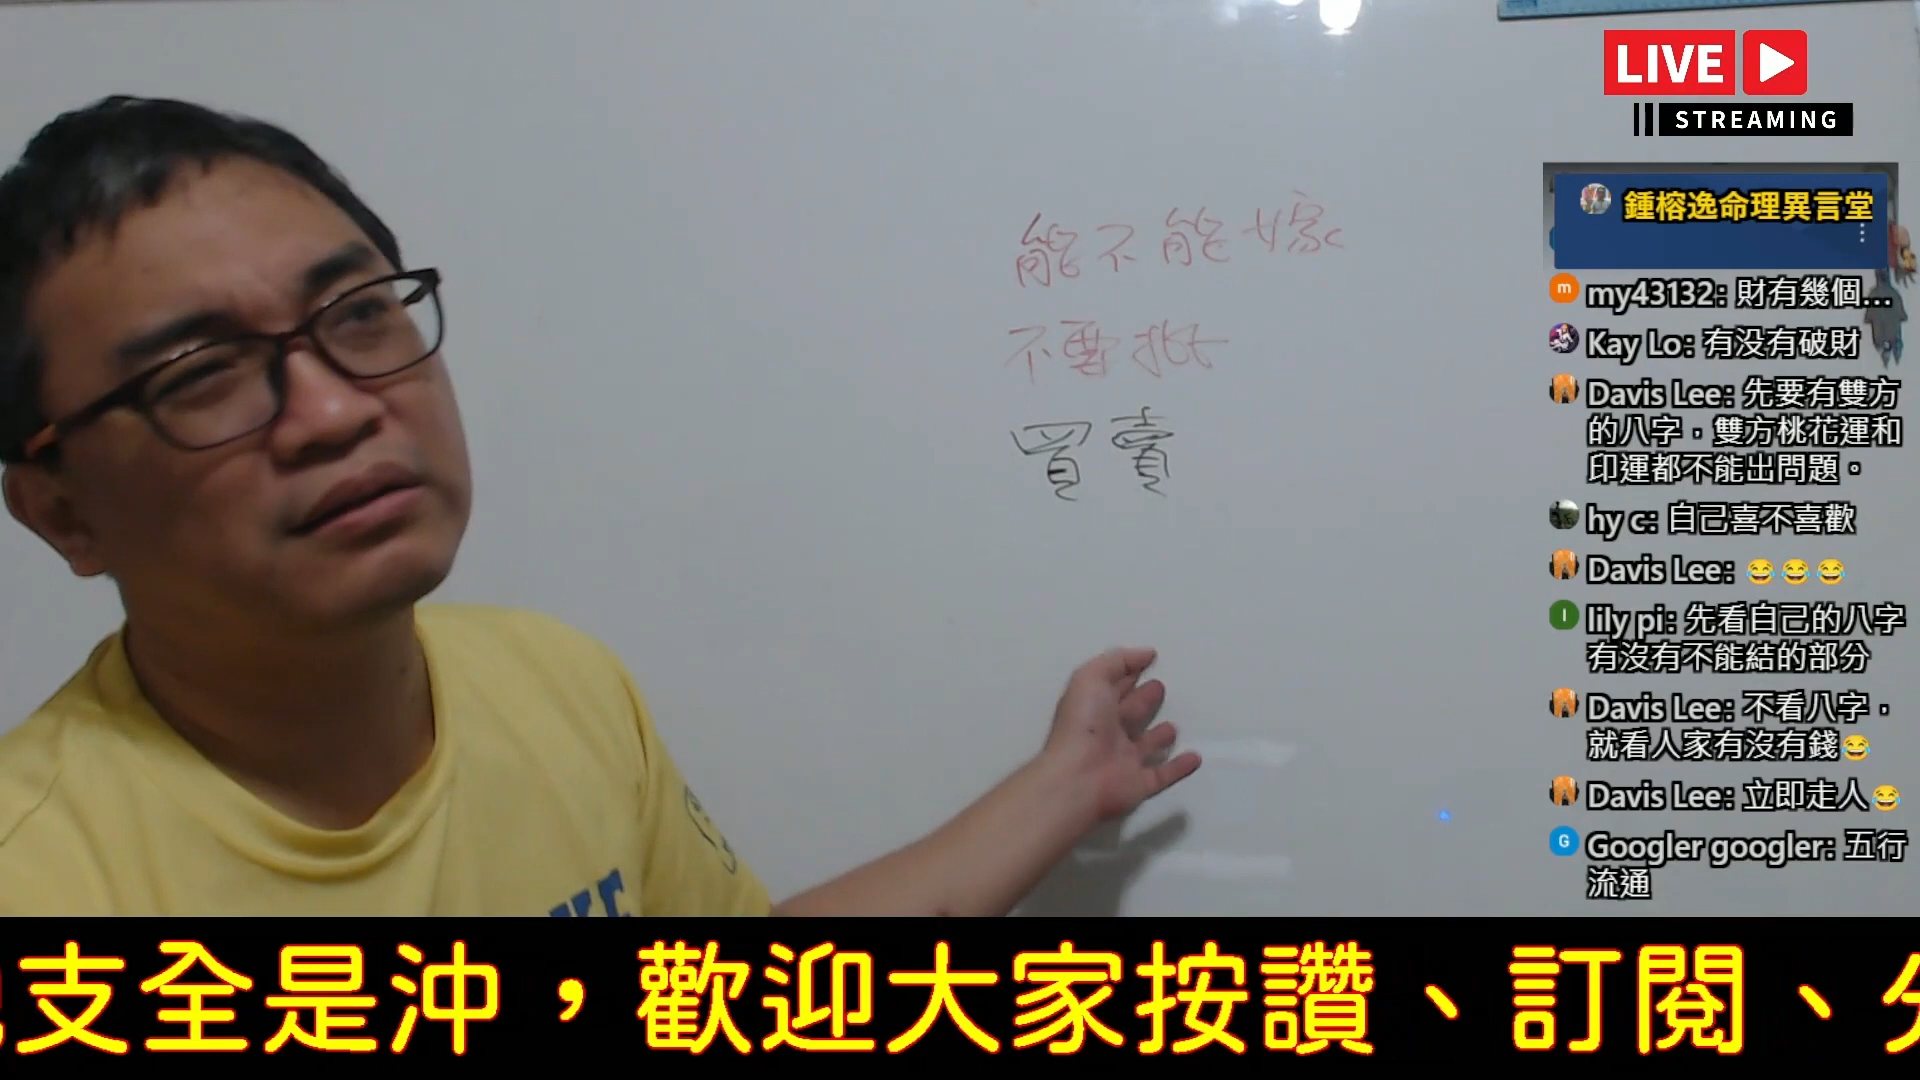 LIVE
STREAMING
鍾榕逸命理異言堂
能不能嫁
不要批
買賣
my43132: 財有幾個...
Kay Lo: 有没有破財
Davis Lee: 先要有雙方
的八字．雙方桃花運和
印運都不能出問題。
hy c: 自己喜不喜歡
Davis Lee: 😂😂😂
lily pi: 先看自己的八字
有沒有不能結的部分
Davis Lee: 不看八字．
就看人家有沒有錢😂
Davis Lee: 立即走人😂
Googler googler: 五行
流通
支全是沖，歡迎大家按讚、訂閱、分